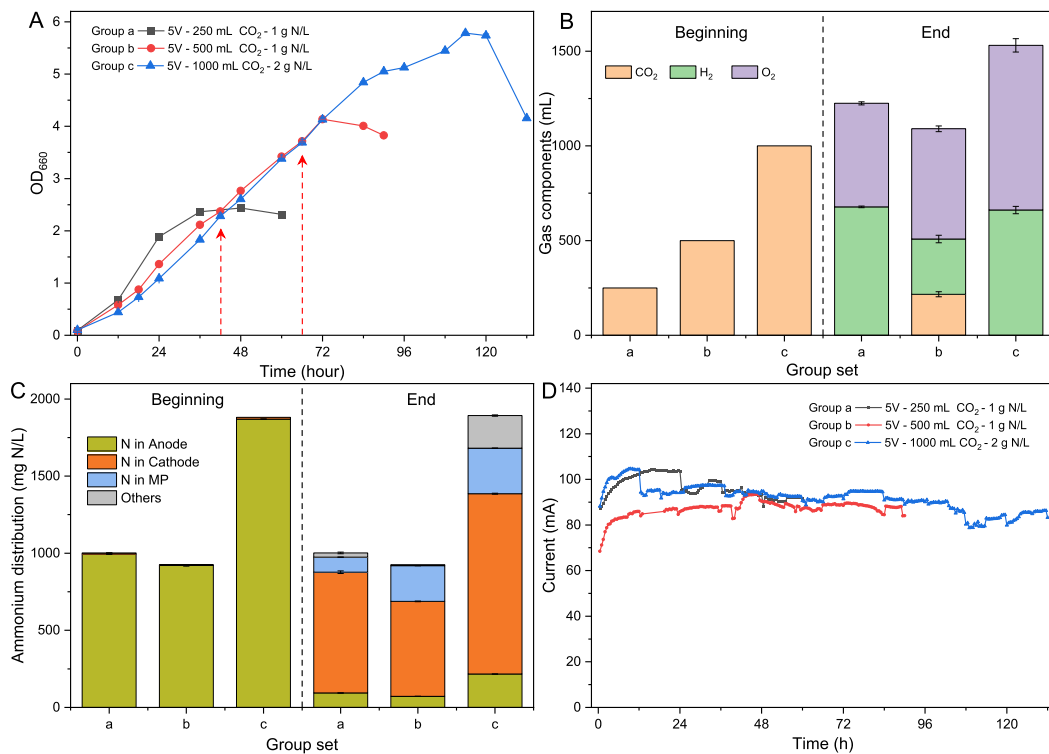 A
Group a 5V - 250 mL CO₂ - 1 g N/L
Group b 5V - 500 mL CO₂ - 1 g N/L
Group c 5V - 1000 mL CO₂ - 2 g N/L
OD₆₆₀
6
5
4
3
2
1
0
0 24 48 72 96 120
Time (hour)
B
Beginning End
CO₂ H₂ O₂
Gas components (mL)
1500
1000
500
0
a b c a b c
Group set
C
Beginning End
N in Anode
N in Cathode
N in MP
Others
Ammonium distribution (mg N/L)
2000
1500
1000
500
0
a b c a b c
Group set
D
Group a 5V - 250 mL CO₂ - 1 g N/L
Group b 5V - 500 mL CO₂ - 1 g N/L
Group c 5V - 1000 mL CO₂ - 2 g N/L
Current (mA)
140
120
100
80
60
40
20
0
0 24 48 72 96 120
Time (h)